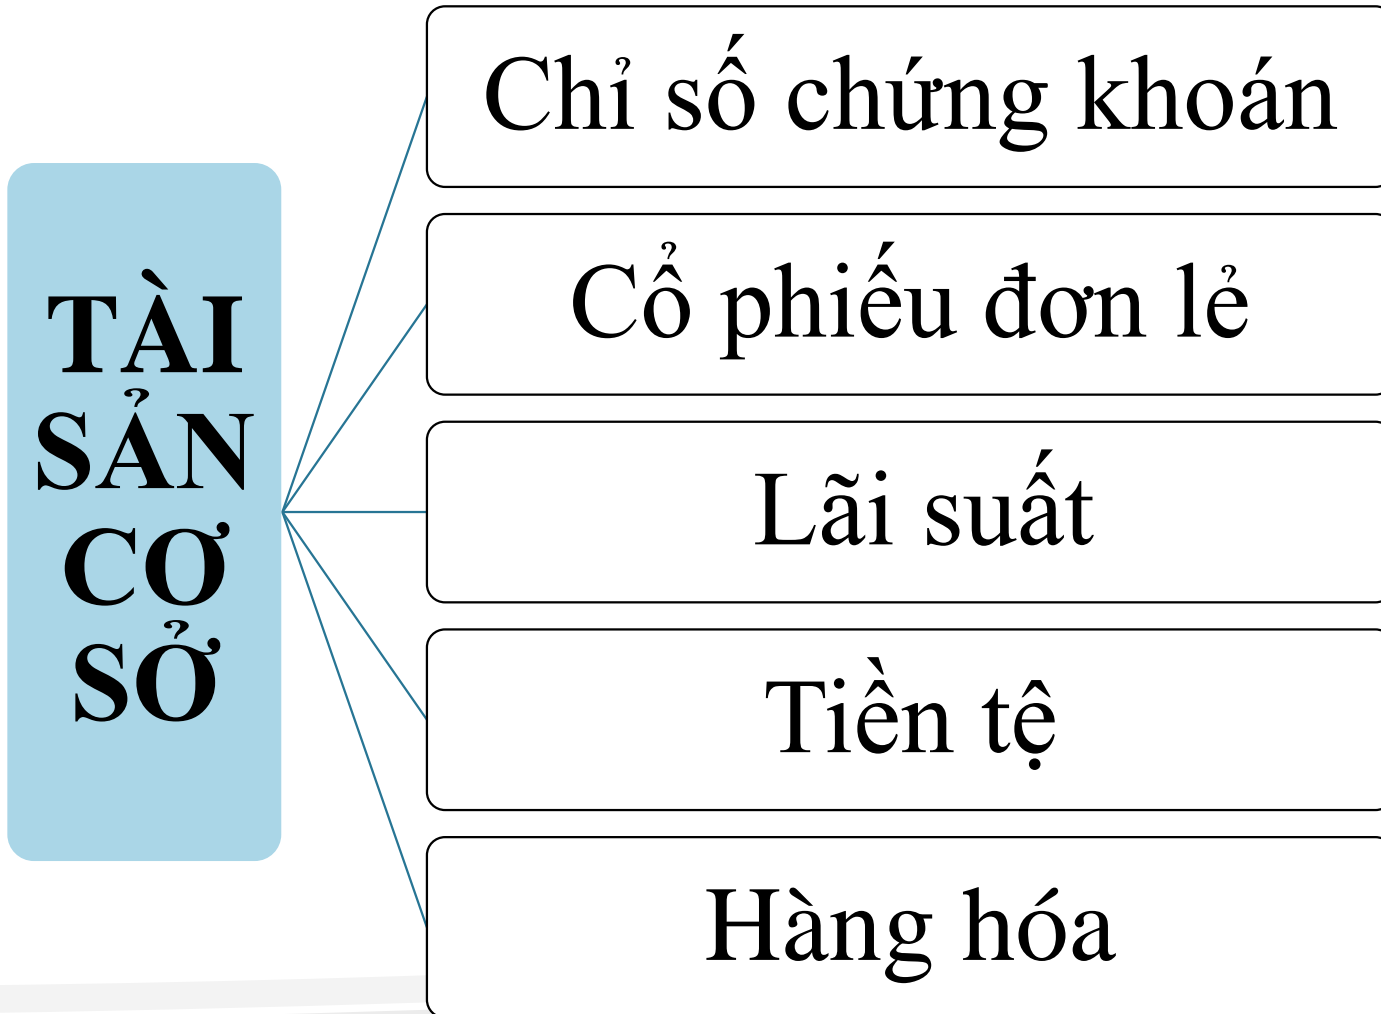 TÀI
SẢN
CƠ
SỞ
Chỉ số chứng khoán
Cổ phiếu đơn lẻ
Lãi suất
Tiền tệ
Hàng hóa